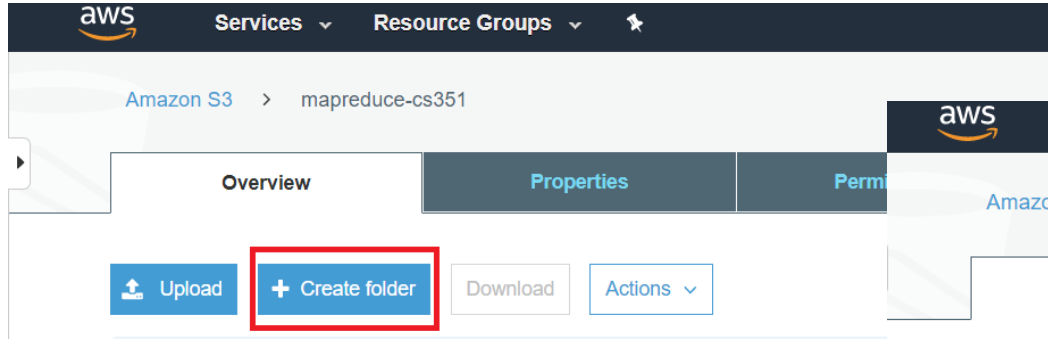 aws Services Resource Groups
Amazon S3 > mapreduce-cs351
aws
Overview Properties Permi
Amazo
Upload + Create folder Download Actions